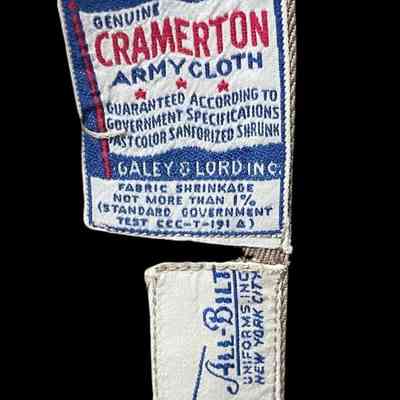 GENUINE
CRAMERTON
ARMY CLOTH
GUARANTEED ACCORDING TO
GOVERNMENT SPECIFICATIONS
FAST COLOR SANFORIZED SHRUNK
GALEY & LORD INC.
FABRIC SHRINKAGE
NOT MORE THAN 1%
(STANDARD GOVERNMENT
TEST CCC-T-191 A)
ALL-BILT
UNIFORMS, INC.
NEW YORK CITY